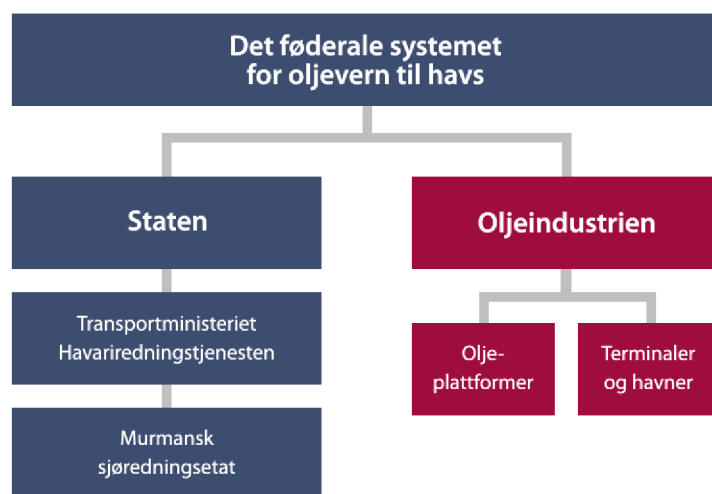 Det føderale systemet
for oljevern til havs
Staten
Oljeindustrien
Transportministeriet
Havariredningstjenesten
Olje-
plattformer
Terminaler
og havner
Murmansk
sjøredningsetat